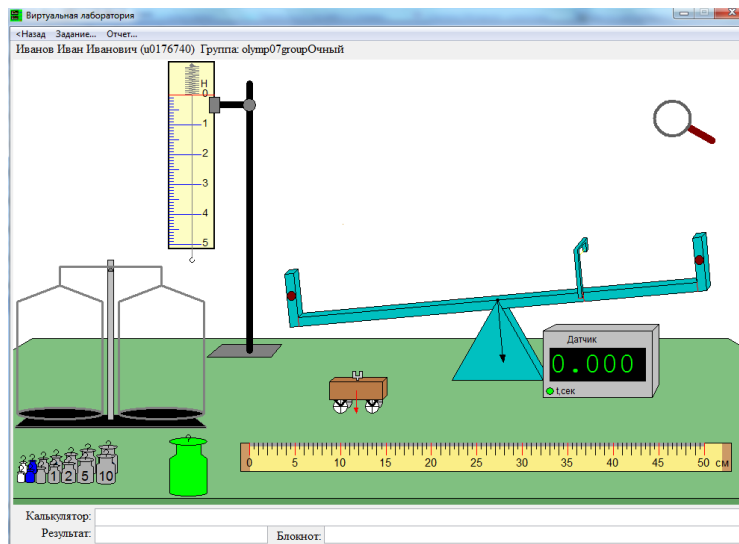 Виртуальная лаборатория
<Назад Задание... Отчет...
Иванов Иван Иванович (u0176740) Группа: olymp07groupОчный
Н
0
1
2
3
4
5
Датчик
0.000
t,сек
1 2 5 10
0 5 10 15 20 25 30 35 40 45 50 см
Калькулятор:
Результат: Блокнот: